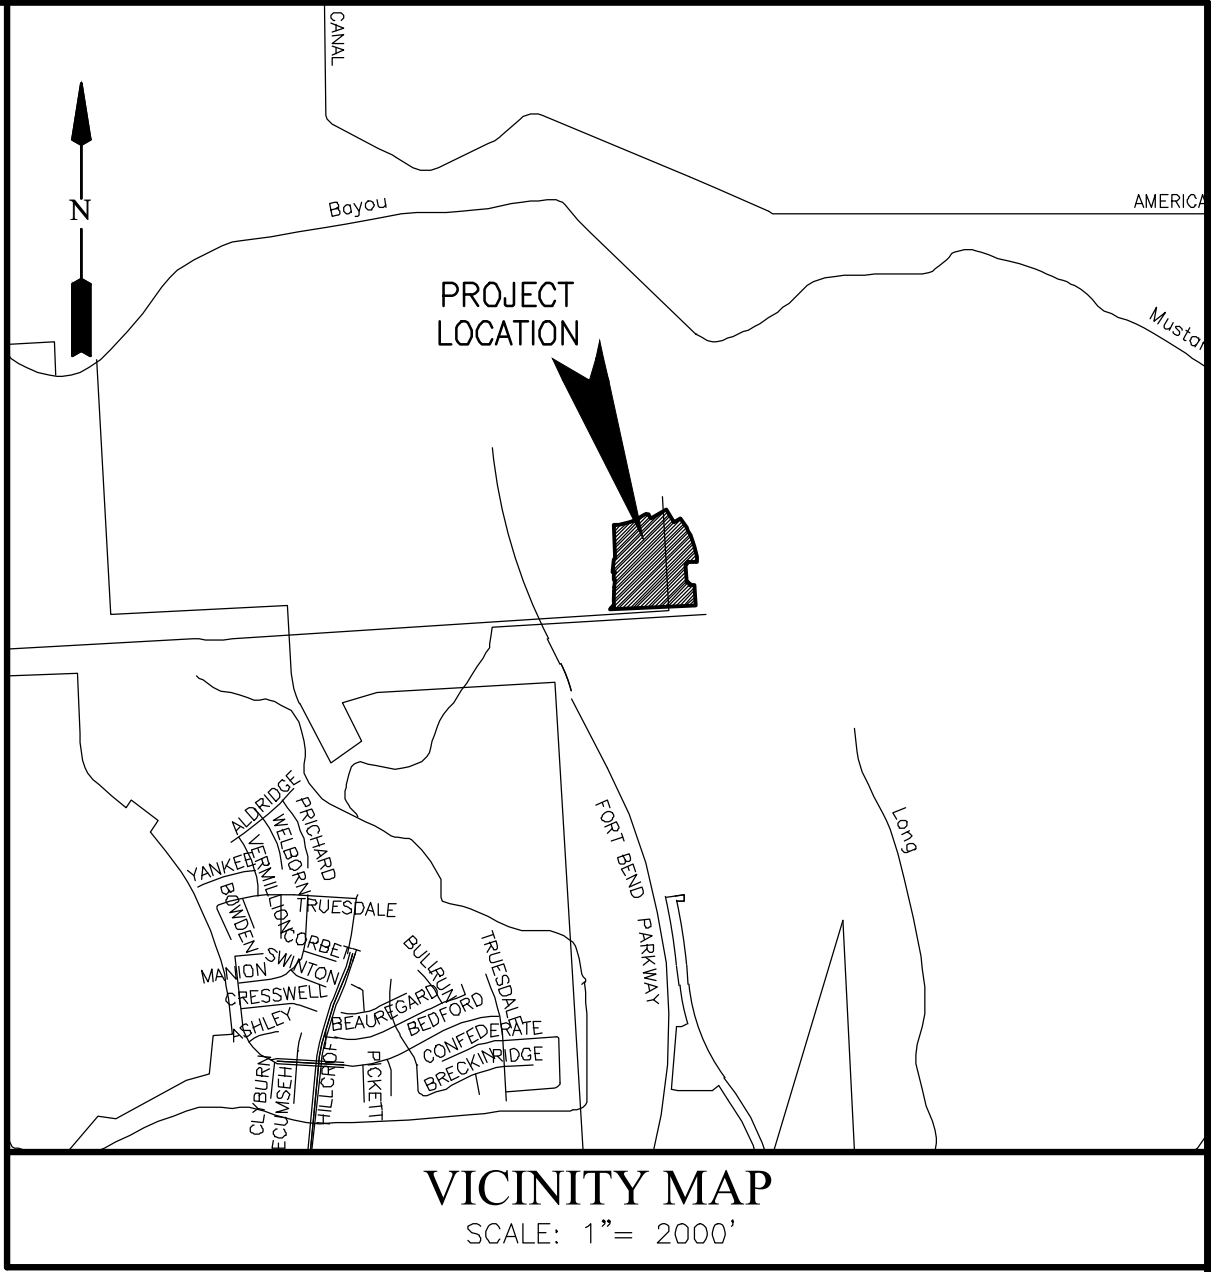 CANAL
AMERICA
N
Bayou
PROJECT
LOCATION
Mustan
FORT BEND PARKWAY
Long
ALDRIDGE
PRICHARD
WELBORN
VERMILLION
YANKEE
BOWDEN
TRUESDALE
CORBETT
SWINTON
MANION
CRESSWELL
ASHLEY
BULLRUN
TRUESDALE
BEAUREGARD
BEDFORD
CONFEDERATE
BRECKINRIDGE
CLYBURN
ECUMSEH
HILLCROF
PICKETT
VICINITY MAP
SCALE: 1"= 2000'